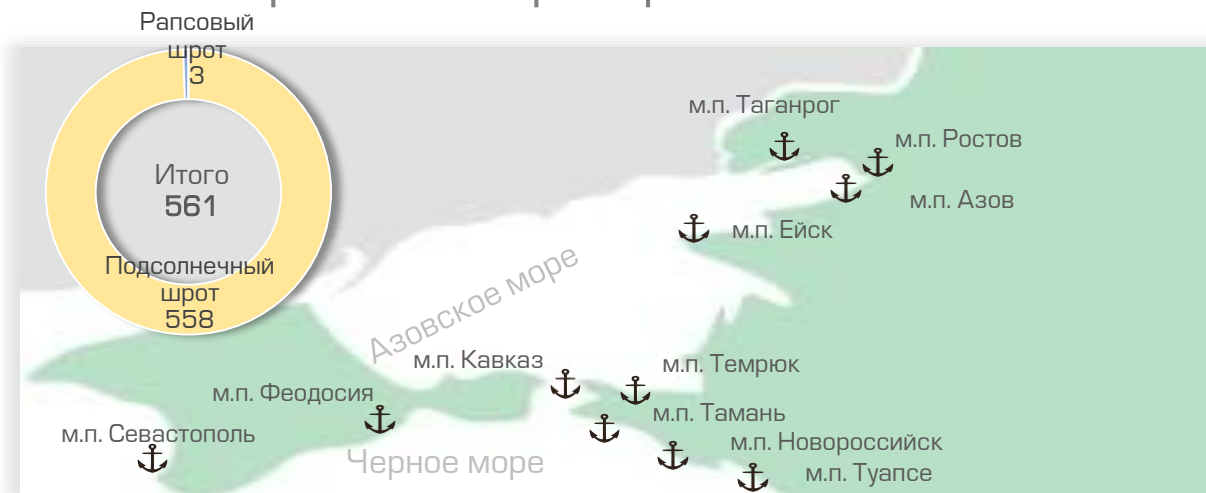 Рапсовый
шрот
3
Итого
561
Подсолнечный
шрот
558
м.п. Таганрог
м.п. Ростов
м.п. Азов
м.п. Ейск
Азовское море
м.п. Кавказ
м.п. Темрюк
м.п. Феодосия
м.п. Тамань
м.п. Севастополь
м.п. Новороссийск
Черное море
м.п. Туапсе